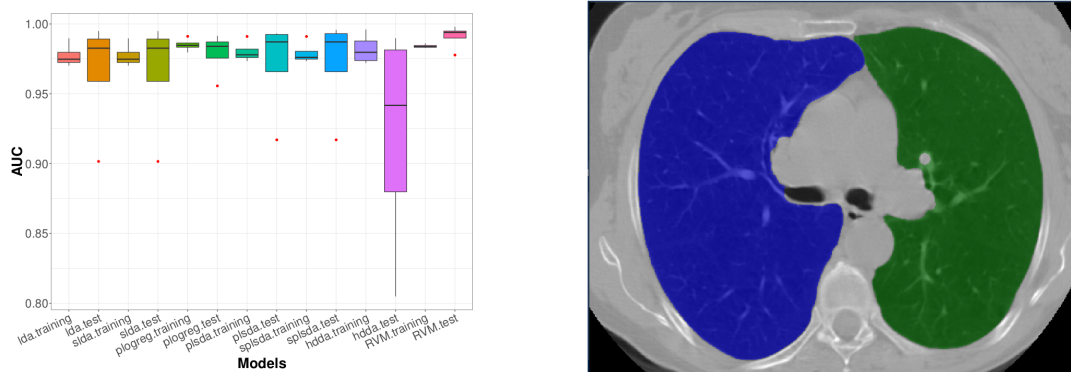 1.00
0.95
0.90
0.85
0.80
AUC
lda.training
lda.test
slda.training
slda.test
plogreg.training
plogreg.test
plsda.training
plsda.test
splsda.training
splsda.test
hdda.training
hdda.test
RVM.training
RVM.test
Models